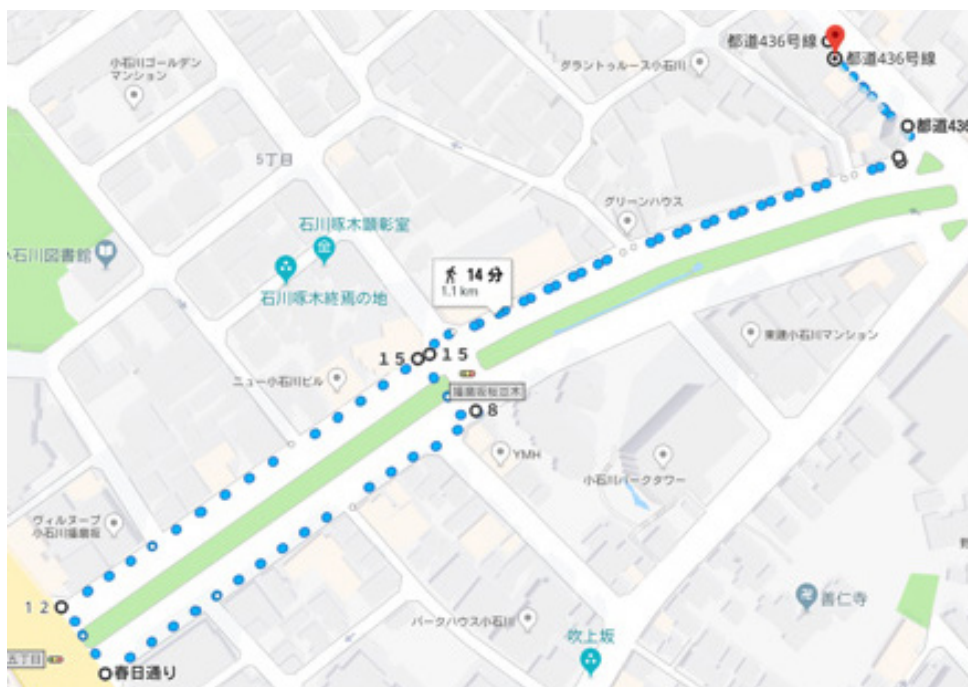 都道436号線
都道436号線
小石川ゴールデン
マンション
グラントゥルース小石川
都道436
5丁目
グリーンハウス
石川啄木顕彰室
小石川図書館
石川啄木終焉の地
14 分
1.1 km
東建小石川マンション
15
15
ニュー小石川ビル
播磨坂桜並木
8
YMH
小石川パークタワー
ヴィルヌーブ
小石川播磨坂
12
善仁寺
パークハウス小石川
吹上坂
五丁目
春日通り